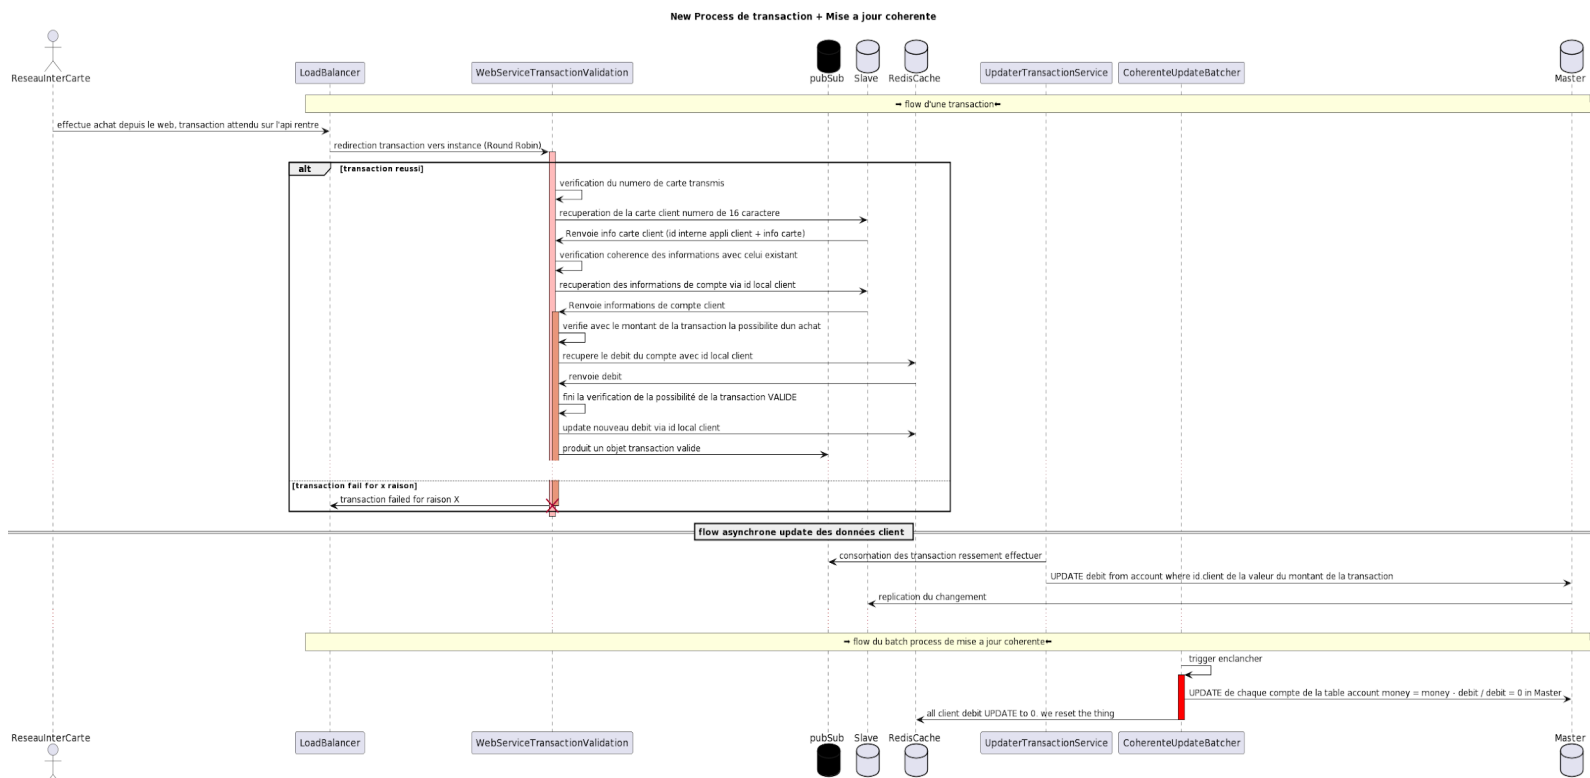 New Process de transaction + Mise a jour coherente
ReseauInterCarte
LoadBalancer
WebServiceTransactionValidation
pubSub
Slave
RedisCache
UpdaterTransactionService
CoherenteUpdateBatcher
Master
➡ flow d'une transaction⬅
effectue achat depuis le web, transaction attendu sur l'api rentre
redirection transaction vers instance (Round Robin)
alt
[transaction reussi]
verification du numero de carte transmis
recuperation de la carte client numero de 16 caractere
Renvoie info carte client (id interne appli client + info carte)
verification coherence des informations avec celui existant
recuperation des informations de compte via id local client
Renvoie informations de compte client
verifie avec le montant de la transaction la possibilite dun achat
recupere le debit du compte avec id local client
renvoie debit
fini la verification de la possibilité de la transaction VALIDE
update nouveau debit via id local client
produit un objet transaction valide
[transaction fail for x raison]
transaction failed for raison X
flow asynchrone update des données client
consomation des transaction ressement effectuer
UPDATE debit from account where id.client de la valeur du montant de la transaction
replication du changement
➡ flow du batch process de mise a jour coherente⬅
trigger enclancher
UPDATE de chaque compte de la table account money = money - debit / debit = 0 in Master
all client debit UPDATE to 0. we reset the thing
ReseauInterCarte
LoadBalancer
WebServiceTransactionValidation
pubSub
Slave
RedisCache
UpdaterTransactionService
CoherenteUpdateBatcher
Master